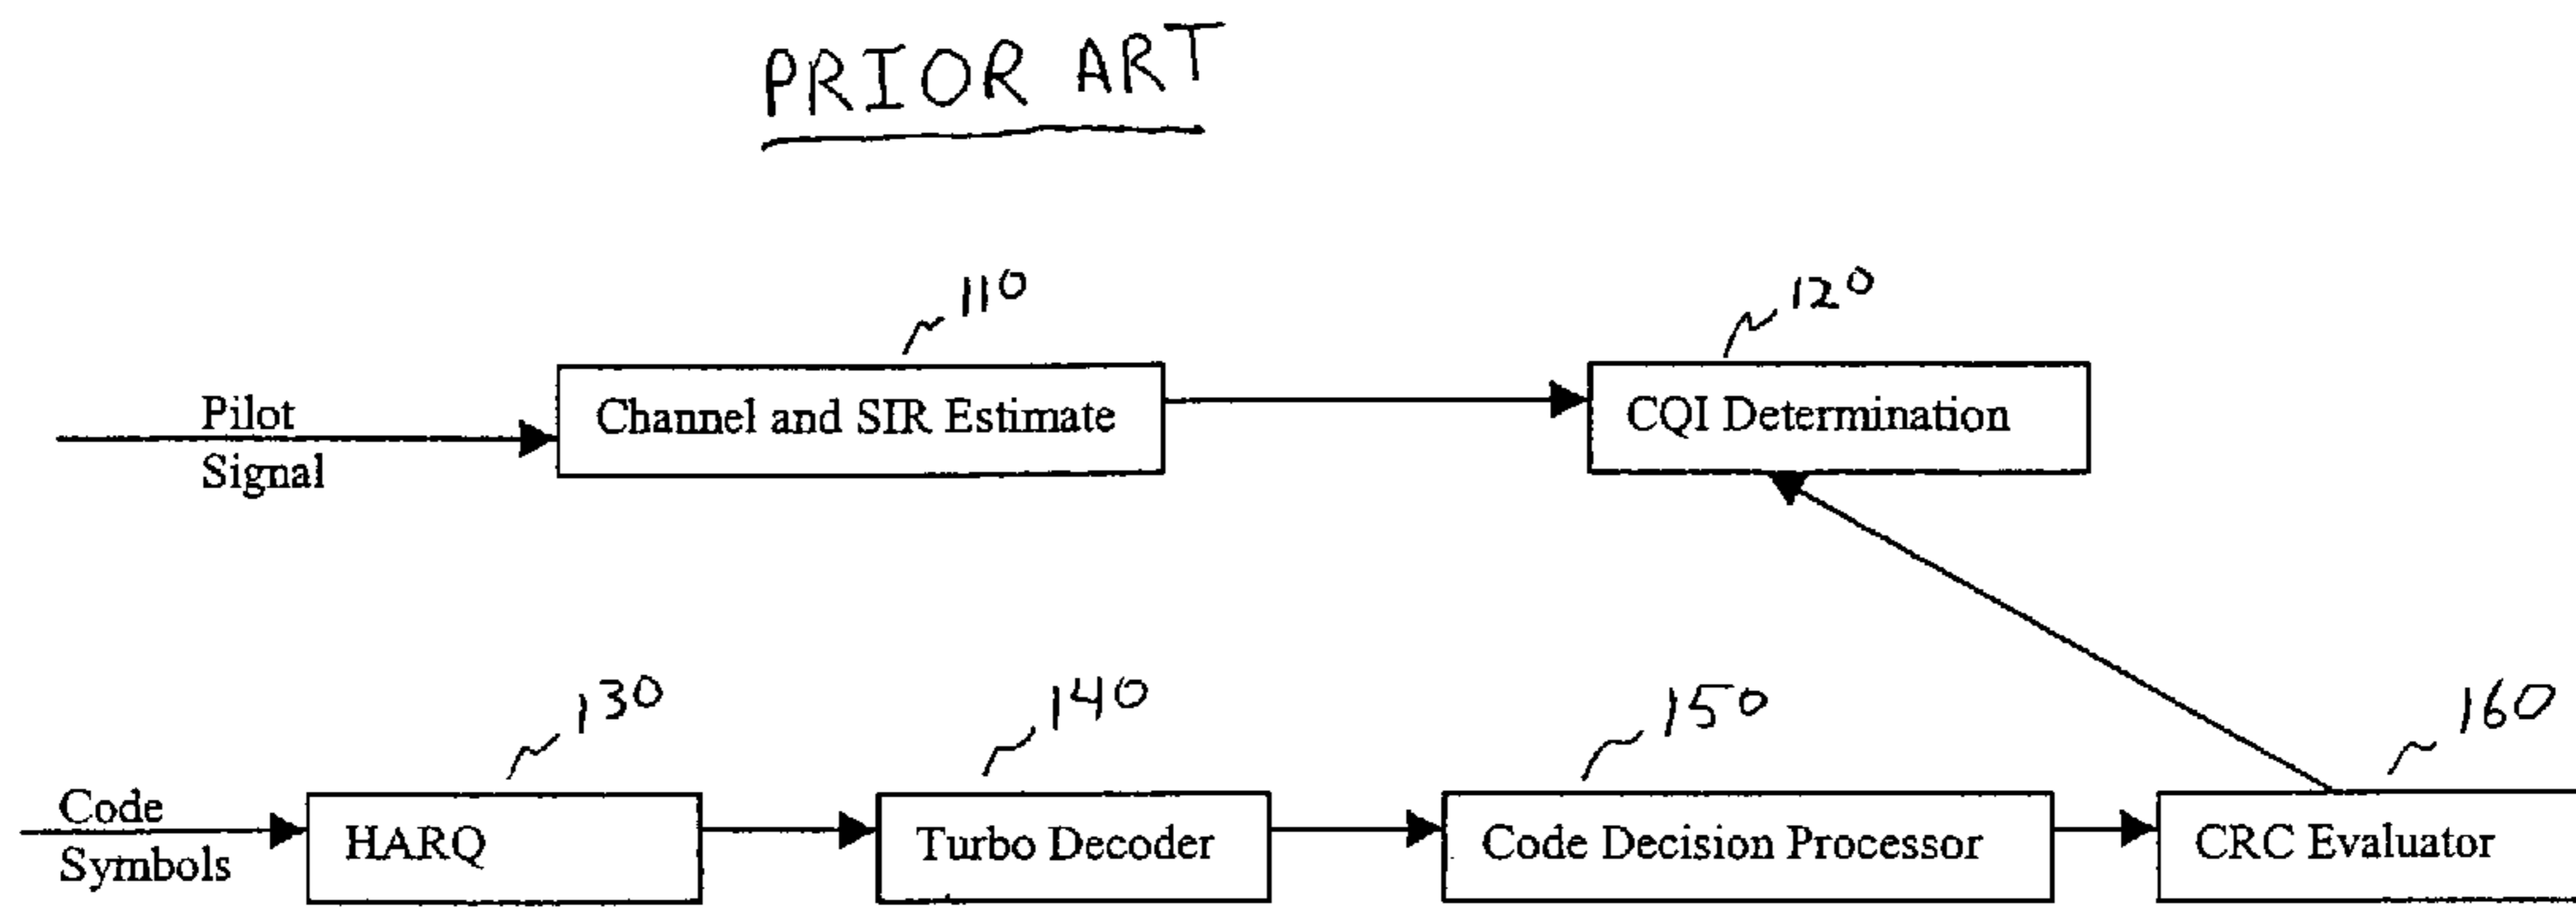 PRIOR ART
110
120
Pilot
Signal
Channel and SIR Estimate
CQI Determination
130
140
150
160
Code
Symbols
HARQ
Turbo Decoder
Code Decision Processor
CRC Evaluator